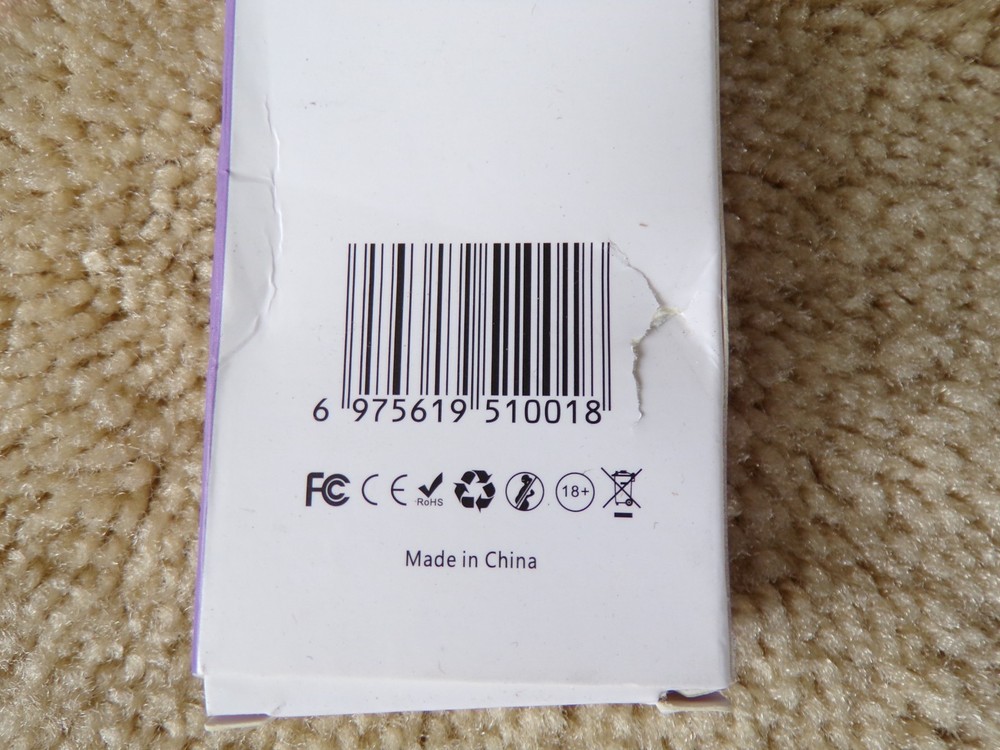 6 975619 510018
FC CE RoHS 18+
Made in China